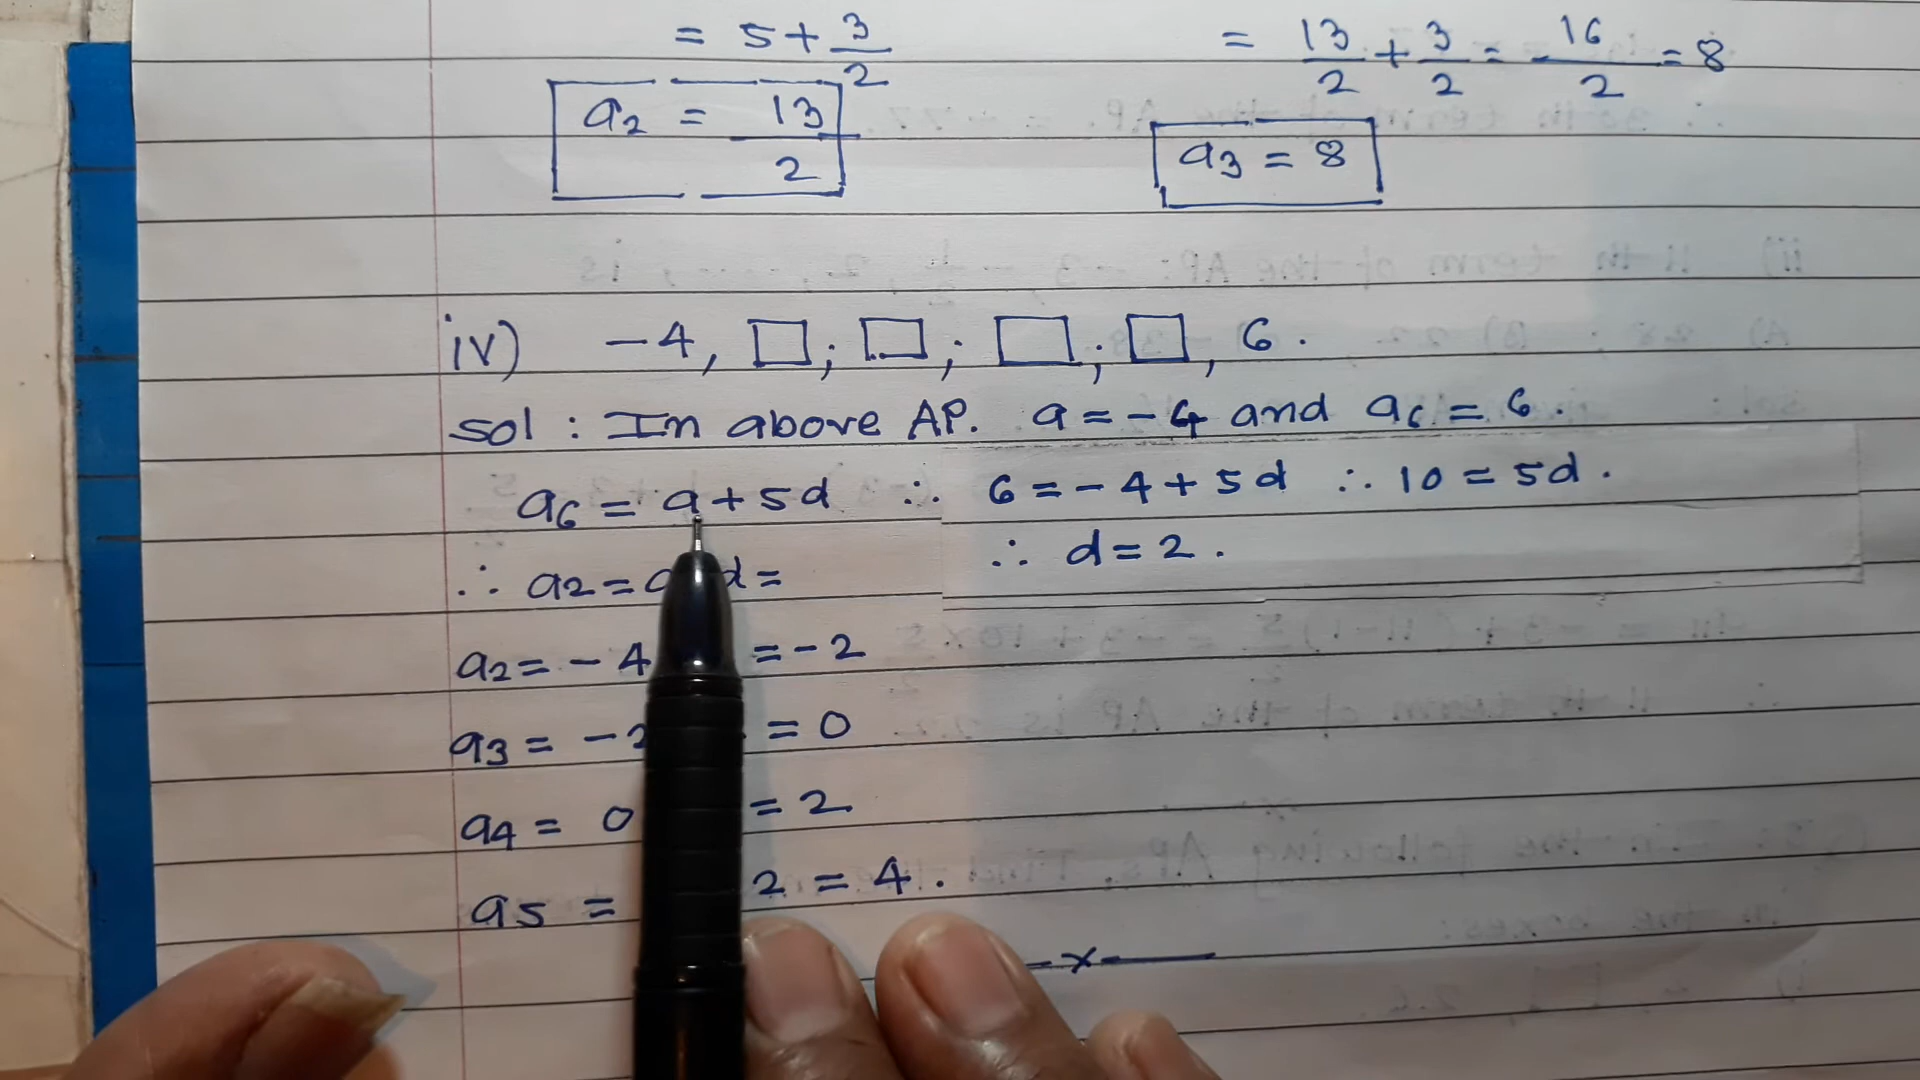 = 5 + 3/2
a2 = 13/2
= 13/2 + 3/2 = 16/2 = 8
a3 = 8
iv) -4, □; □; □; □, 6.
Sol : In above AP. a = -4 and a6 = 6.
a6 = a + 5d ∴ 6 = -4 + 5d ∴ 10 = 5d.
∴ d = 2.
∴ a2 = d =
a2 = -4 = -2
a3 = -2 = 0
a4 = 0 = 2
a5 = 2 = 4.
—x—